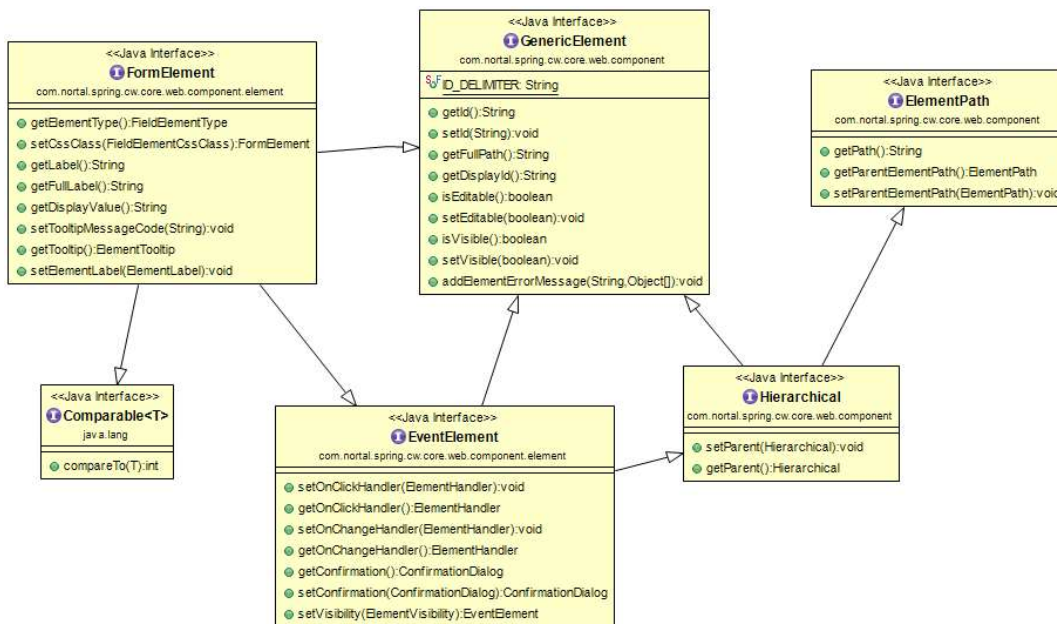 <<Java Interface>>
FormElement
com.nortal.spring.cw.core.web.component.element
getElementType():FieldElementType
setCssClass(FieldElementCssClass):FormElement
getLabel():String
getFullLabel():String
getDisplayValue():String
setTooltipMessageCode(String):void
getTooltip():ElementTooltip
setElementLabel(ElementLabel):void
<<Java Interface>>
GenericElement
com.nortal.spring.cw.core.web.component
ID_DELIMITER: String
getId():String
setId(String):void
getFullPath():String
getDisplayId():String
isEditable():boolean
setEditable(boolean):void
isVisible():boolean
setVisible(boolean):void
addElementErrorMessage(String,Object[]):void
<<Java Interface>>
ElementPath
com.nortal.spring.cw.core.web.component
getPath():String
getParentElementPath():ElementPath
setParentElementPath(ElementPath):void
<<Java Interface>>
Comparable<T>
java.lang
compareTo(T):int
<<Java Interface>>
EventElement
com.nortal.spring.cw.core.web.component.element
setOnClickHandler(ElementHandler):void
getOnClickHandler():ElementHandler
setOnChangeHandler(ElementHandler):void
getOnChangeHandler():ElementHandler
getConfirmation():ConfirmationDialog
setConfirmation(ConfirmationDialog):ConfirmationDialog
setVisibility(ElementVisibility):EventElement
<<Java Interface>>
Hierarchical
com.nortal.spring.cw.core.web.component
setParent(Hierarchical):void
getParent():Hierarchical